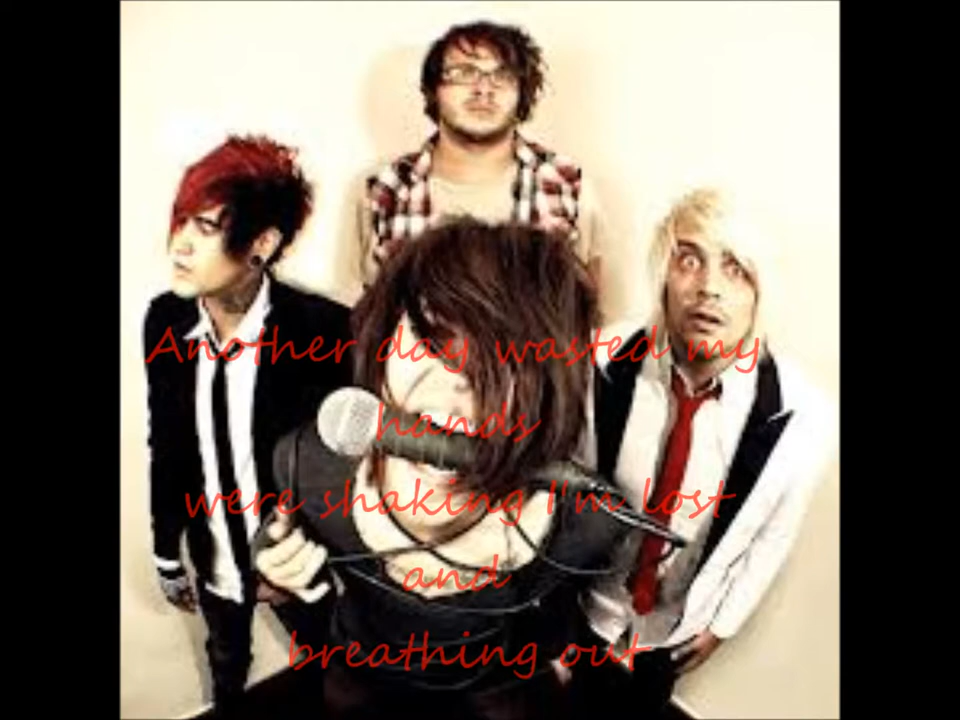 Another day wasted my
hands
were shaking I'm lost
and
breathing out